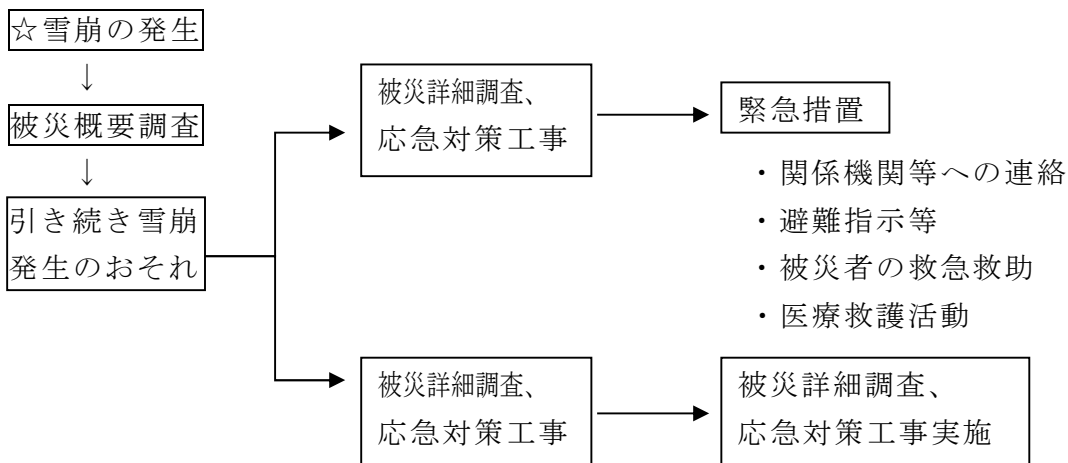 ☆雪崩の発生
↓
被災概要調査
↓
引き続き雪崩
発生のおそれ
被災詳細調査、
応急対策工事
緊急措置
・関係機関等への連絡
・避難指示等
・被災者の救急救助
・医療救護活動
被災詳細調査、
応急対策工事
被災詳細調査、
応急対策工事実施